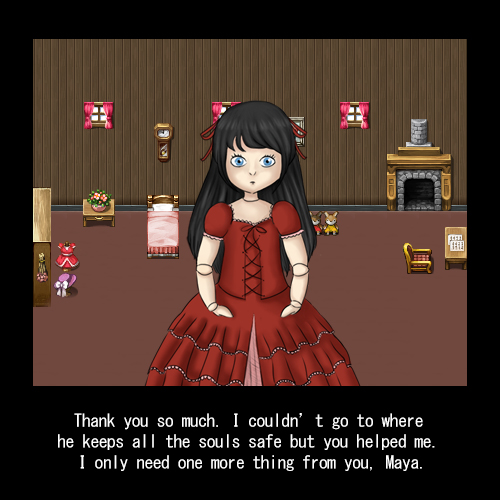 Thank you so much. I couldn't go to where
he keeps all the souls safe but you helped me.
I only need one more thing from you, Maya.